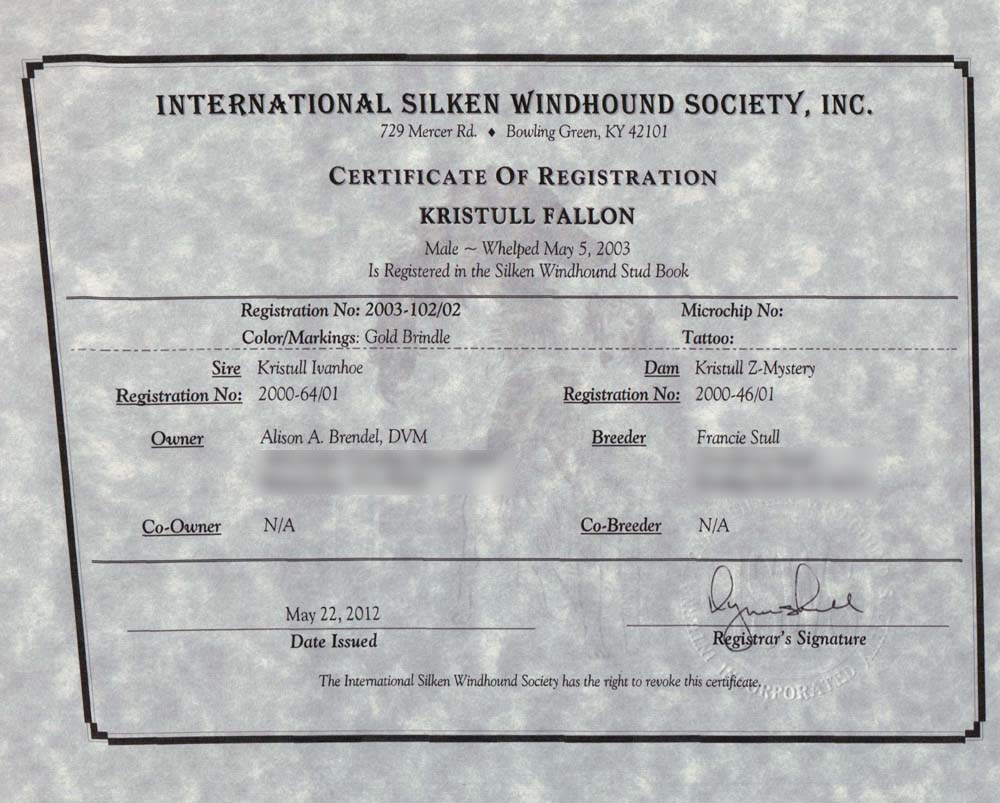 INTERNATIONAL SILKEN WINDHOUND SOCIETY, INC.
729 Mercer Rd. ♦ Bowling Green, KY 42101
CERTIFICATE OF REGISTRATION
KRISTULL FALLON
Male ~ Whelped May 5, 2003
Is Registered in the Silken Windhound Stud Book
Registration No: 2003-102/02 Microchip No:
Color/Markings: Gold Brindle Tattoo:
Sire Kristull Ivanhoe Dam Kristull Z-Mystery
Registration No: 2000-64/01 Registration No: 2000-46/01
Owner Alison A. Brendel, DVM Breeder Francie Stull
Co-Owner N/A Co-Breeder N/A
May 22, 2012
Date Issued Registrar's Signature
The International Silken Windhound Society has the right to revoke this certificate.